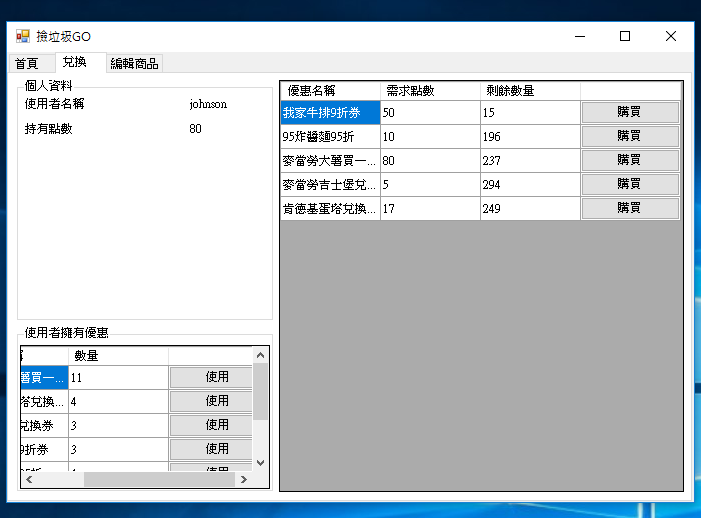 撿垃圾GO
首頁 兌換 編輯商品
個人資料
使用者名稱 johnson
持有點數 80
優惠名稱 需求點數 剩餘數量
我家牛排9折券 50 15 購買
95炸醬麵95折 10 196 購買
麥當勞大薯買一... 80 237 購買
麥當勞吉士堡兌... 5 294 購買
肯德基蛋塔兌換... 17 249 購買
使用者擁有優惠
數量
薯買一... 11 使用
塔兌換... 4 使用
兌換券 3 使用
9折券 3 使用
使用